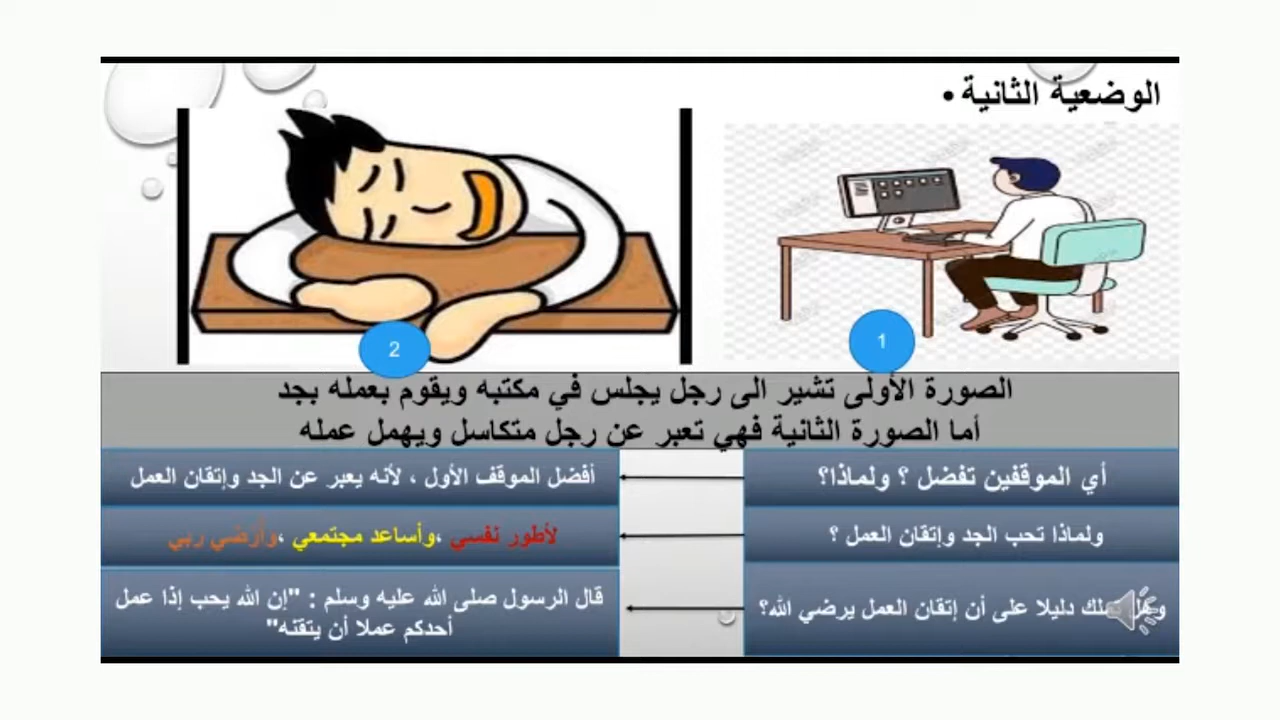 الوضعية الثانية •
1
2
الصورة الأولى تشير الى رجل يجلس في مكتبه ويقوم بعمله بجد
أما الصورة الثانية فهي تعبر عن رجل متكاسل ويهمل عمله
أي الموقفين تفضل ؟ ولماذا؟
أفضل الموقف الأول ، لأنه يعبر عن الجد وإتقان العمل
ولماذا تحب الجد وإتقان العمل ؟
لأطور نفسي ،وأساعد مجتمعي ،وأرضي ربي
دليلا على أن إتقان العمل يرضي الله؟
قال الرسول صلى الله عليه وسلم : "إن الله يحب إذا عمل
أحدكم عملا أن يتقنه"